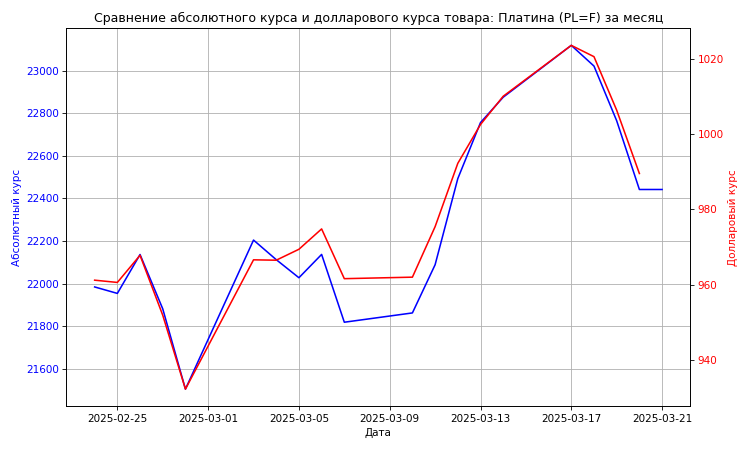 Сравнение абсолютного курса и долларового курса товара: Платина (PL=F) за месяц
Абсолютный курс
23000
22800
22600
22400
22200
22000
21800
21600
1020
1000
980
960
940
Долларовый курс
2025-02-25 2025-03-01 2025-03-05 2025-03-09 2025-03-13 2025-03-17 2025-03-21
Дата